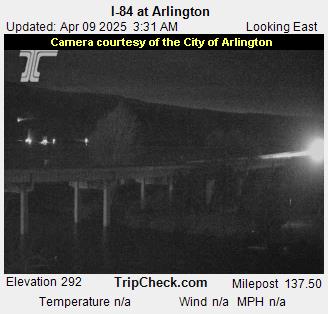 I-84 at Arlington
Updated: Apr 09 2025 3:31 AM Looking East
Camera courtesy of the City of Arlington
Elevation 292 TripCheck.com Milepost 137.50
Temperature n/a Wind n/a MPH n/a